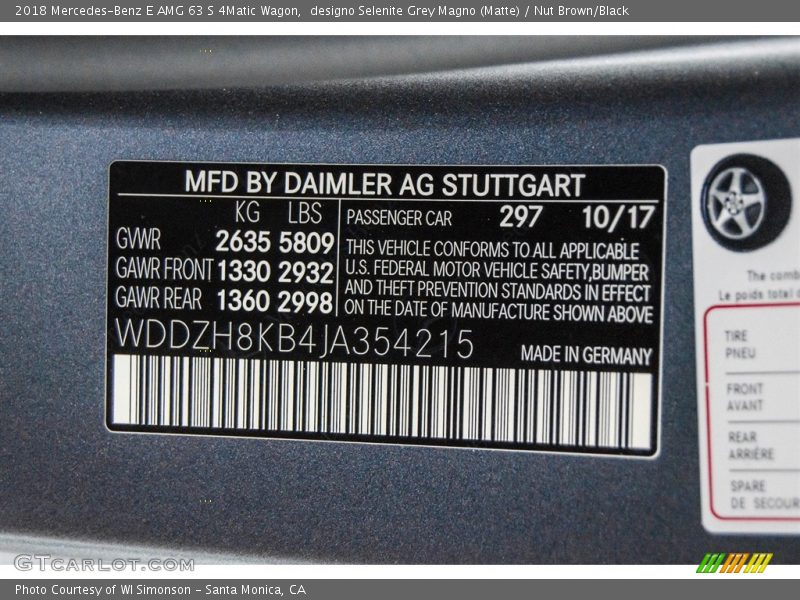 2018 Mercedes-Benz E AMG 63 S 4Matic Wagon,  designo Selenite Grey Magno (Matte) / Nut Brown/Black
MFD BY DAIMLER AG STUTTGART
KG LBS
GVWR 2635 5809
GAWR FRONT 1330 2932
GAWR REAR 1360 2998
PASSENGER CAR 297 10/17
THIS VEHICLE CONFORMS TO ALL APPLICABLE
U.S. FEDERAL MOTOR VEHICLE SAFETY,BUMPER
AND THEFT PREVENTION STANDARDS IN EFFECT
ON THE DATE OF MANUFACTURE SHOWN ABOVE
WDDZH8KB4JA354215
MADE IN GERMANY
The
Le poids total
TIRE
PNEU
FRONT
AVANT
REAR
ARRIÈRE
SPARE
DE
GTCARLOT.COM
Photo Courtesy of WI Simonson - Santa Monica, CA